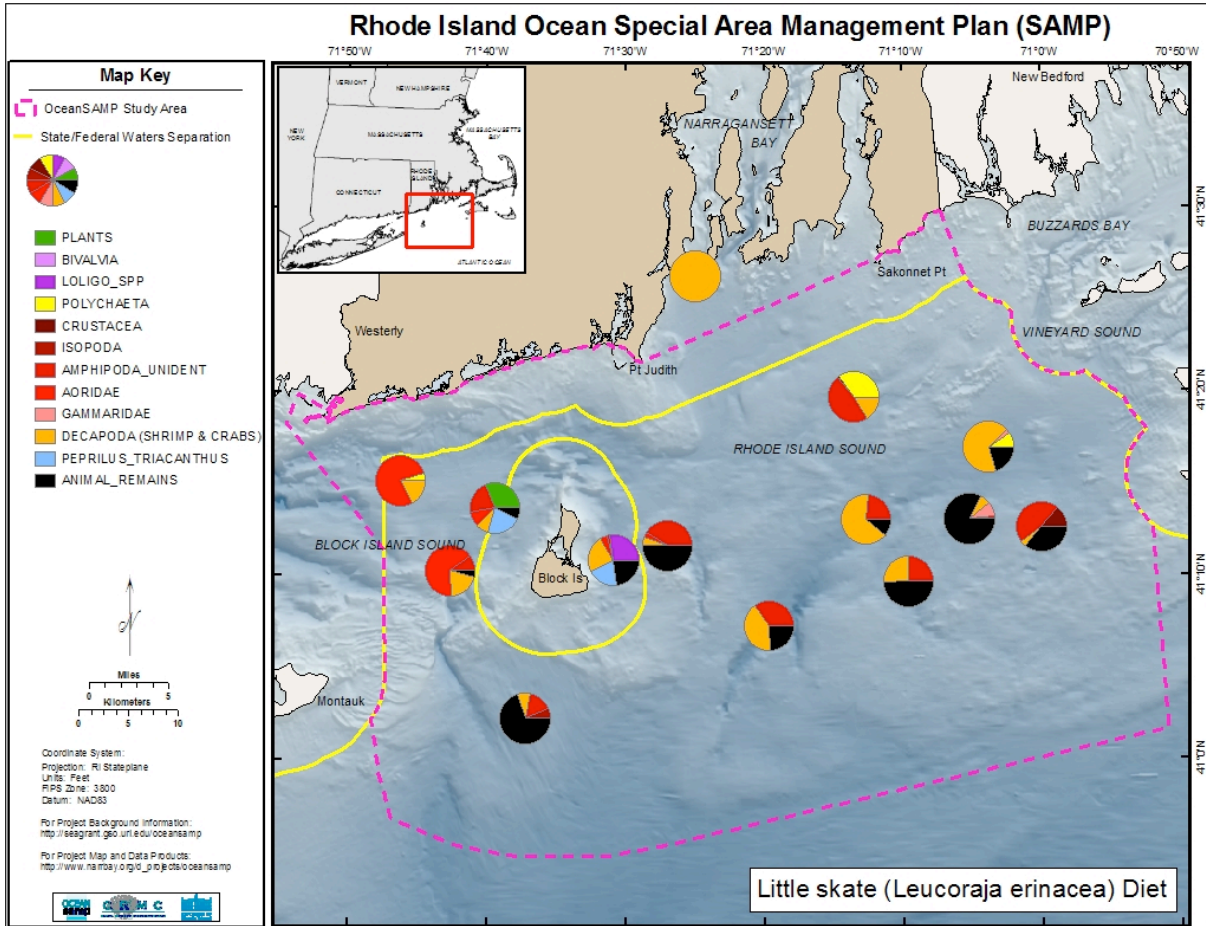 Rhode Island Ocean Special Area Management Plan (SAMP)
71°50'W
71°40'W
71°30'W
71°20'W
71°10'W
71°0'W
70°50'W
Map Key
OceanSAMP Study Area
State/Federal Waters Separation
PLANTS
BIVALVIA
LOLIGO_SPP
POLYCHAETA
CRUSTACEA
ISOPODA
AMPHIPODA_UNIDENT
AORIDAE
GAMMARIDAE
DECAPODA (SHRIMP & CRABS)
PEPRILUS_TRIACANTHUS
ANIMAL_REMAINS
N
Miles
0 5
Kilometers
0 5 10
Coordinate System:
Projection: RI Stateplane
Units: Feet
FIPS Zone: 3800
Datum: NAD83
For Project Background Information:
http://seagrant.gso.uri.edu/oceansamp
For Project Map and Data Products:
http://www.narrbay.org/d_projects/oceansamp
OCEAN
samp
CRMC
VERMONT
NEW HAMPSHIRE
NEW
YORK
MASSACHUSETTS
MASSACHUSETTS
BAY
CONNECTICUT
RHODE
ISLAND
ATLANTIC OCEAN
New Bedford
NARRAGANSETT
BAY
BUZZARDS BAY
Sakonnet Pt
VINEYARD SOUND
Westerly
Pt Judith
RHODE ISLAND SOUND
BLOCK ISLAND SOUND
Block Is
Montauk
41°30'N
41°20'N
41°10'N
41°0'N
Little skate (Leucoraja erinacea) Diet